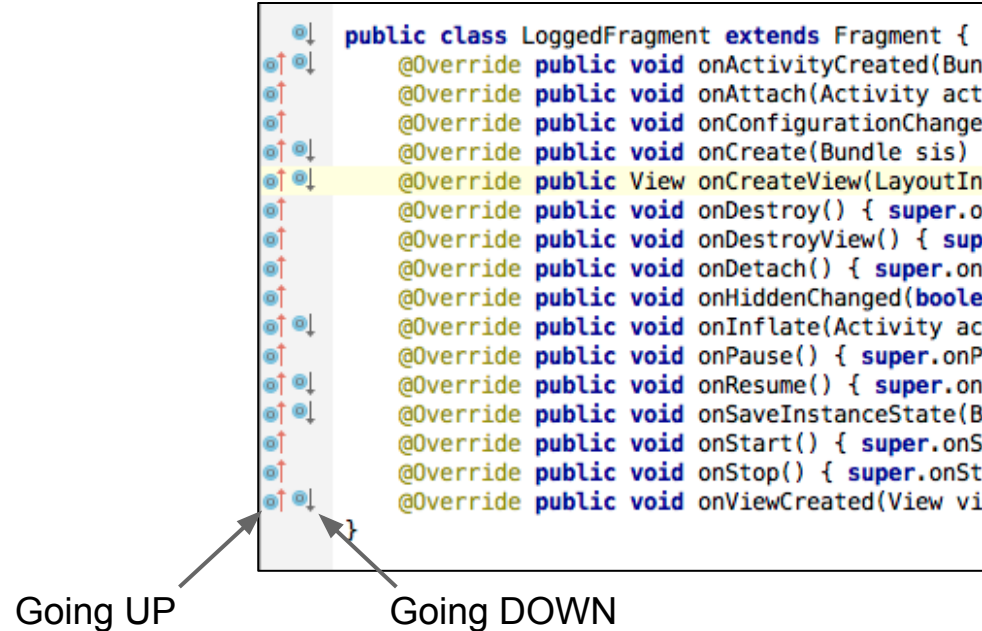 public class LoggedFragment extends Fragment {
@Override public void onActivityCreated(Bun
@Override public void onAttach(Activity act
@Override public void onConfigurationChange
@Override public void onCreate(Bundle sis)
@Override public View onCreateView(LayoutIn
@Override public void onDestroy() { super.o
@Override public void onDestroyView() { sup
@Override public void onDetach() { super.on
@Override public void onHiddenChanged(boole
@Override public void onInflate(Activity ac
@Override public void onPause() { super.onP
@Override public void onResume() { super.on
@Override public void onSaveInstanceState(B
@Override public void onStart() { super.onS
@Override public void onStop() { super.onSt
@Override public void onViewCreated(View vi
}
Going UP
Going DOWN